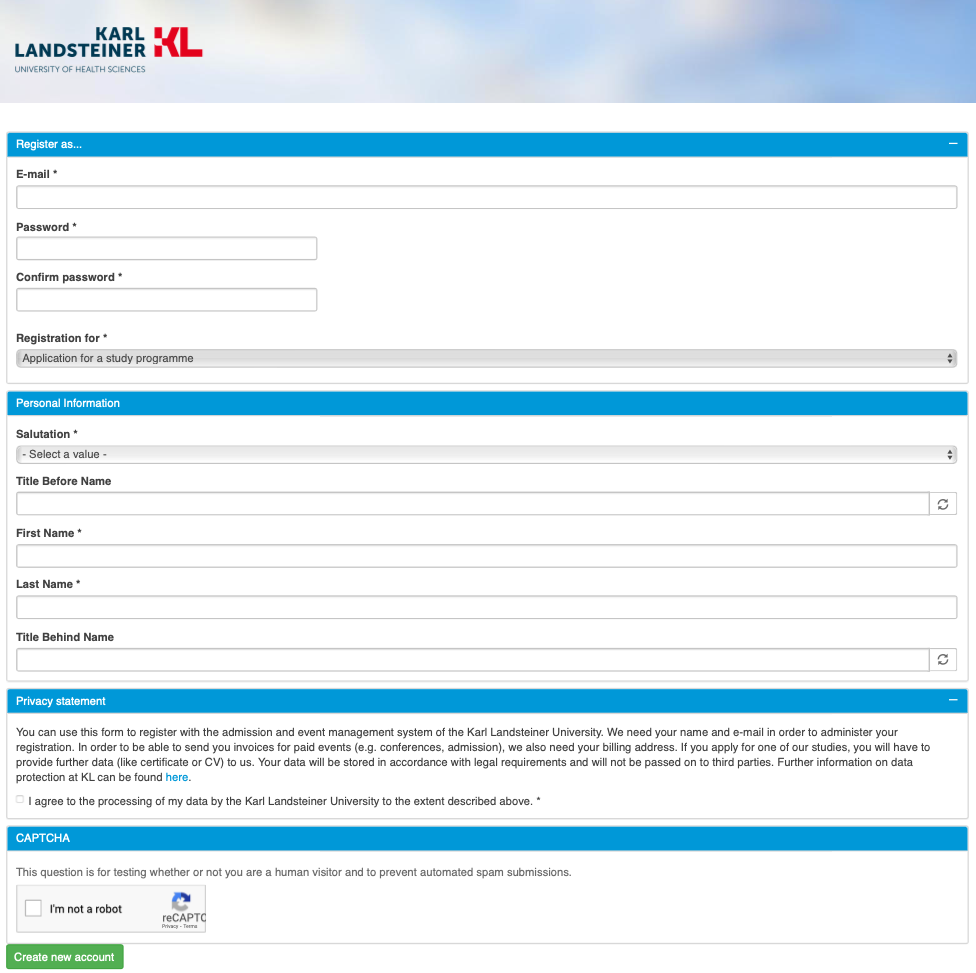 KARL
LANDSTEINER
KL
UNIVERSITY OF HEALTH SCIENCES
Register as...
E-mail *
Password *
Confirm password *
Registration for *
Application for a study programme
Personal Information
Salutation *
- Select a value -
Title Before Name
First Name *
Last Name *
Title Behind Name
Privacy statement
You can use this form to register with the admission and event management system of the Karl Landsteiner University. We need your name and e-mail in order to administer your
registration. In order to be able to send you invoices for paid events (e.g. conferences, admission), we also need your billing address. If you apply for one of our studies, you will have to
provide further data (like certificate or CV) to us. Your data will be stored in accordance with legal requirements and will not be passed on to third parties. Further information on data
protection at KL can be found here.
I agree to the processing of my data by the Karl Landsteiner University to the extent described above. *
CAPTCHA
This question is for testing whether or not you are a human visitor and to prevent automated spam submissions.
I'm not a robot
reCAPTC
Privacy - Terms
Create new account